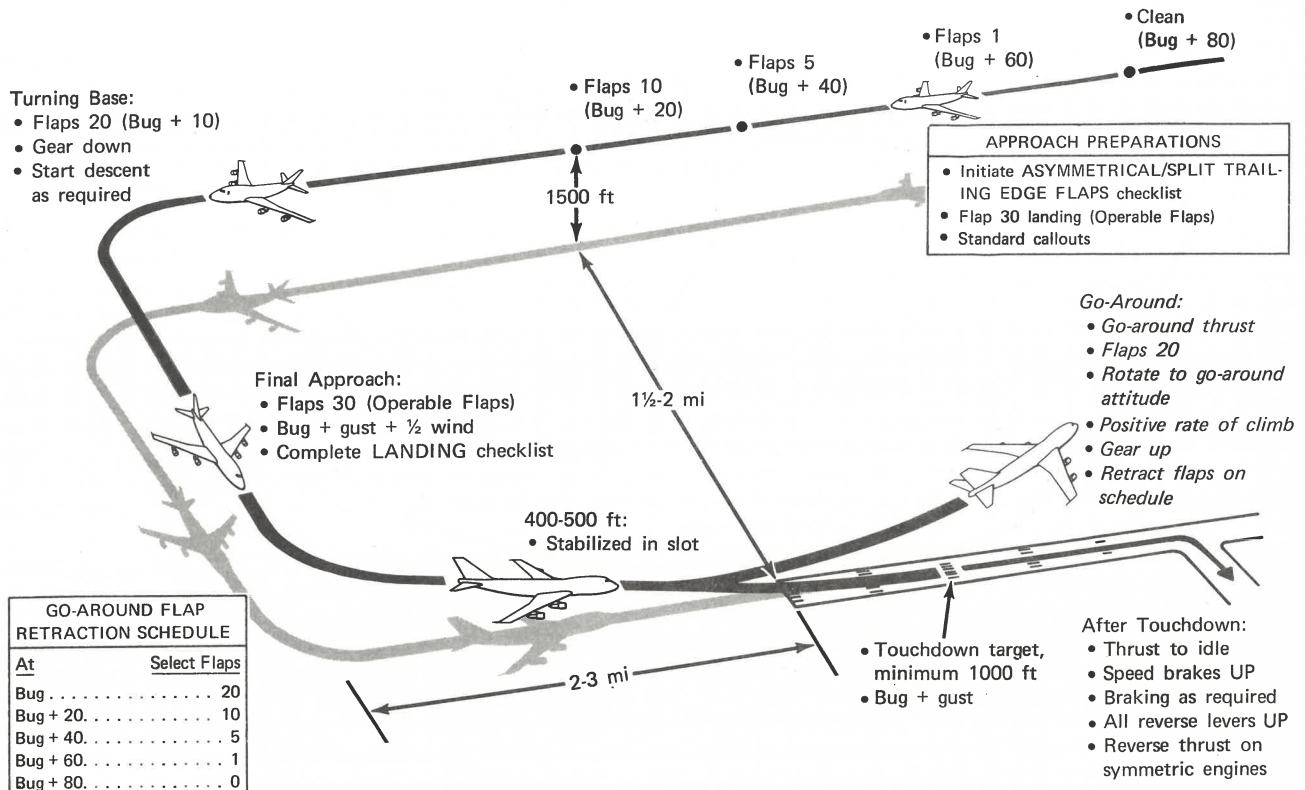 • Clean
(Bug + 80)
• Flaps 1
(Bug + 60)
• Flaps 5
(Bug + 40)
• Flaps 10
(Bug + 20)
Turning Base:
• Flaps 20 (Bug + 10)
• Gear down
• Start descent
as required
1500 ft
APPROACH PREPARATIONS
• Initiate ASYMMETRICAL/SPLIT TRAIL-
ING EDGE FLAPS checklist
• Flap 30 landing (Operable Flaps)
• Standard callouts
Go-Around:
• Go-around thrust
• Flaps 20
• Rotate to go-around
attitude
• Positive rate of climb
• Gear up
• Retract flaps on
schedule
Final Approach:
• Flaps 30 (Operable Flaps)
• Bug + gust + ½ wind
• Complete LANDING checklist
1½-2 mi
400-500 ft:
• Stabilized in slot
GO-AROUND FLAP
RETRACTION SCHEDULE
At Select Flaps
Bug . . . . . . . . . . . . . . 20
Bug + 20. . . . . . . . . . . . 10
Bug + 40. . . . . . . . . . . . 5
Bug + 60. . . . . . . . . . . . 1
Bug + 80. . . . . . . . . . . . 0
2-3 mi
• Touchdown target,
minimum 1000 ft
• Bug + gust
After Touchdown:
• Thrust to idle
• Speed brakes UP
• Braking as required
• All reverse levers UP
• Reverse thrust on
symmetric engines